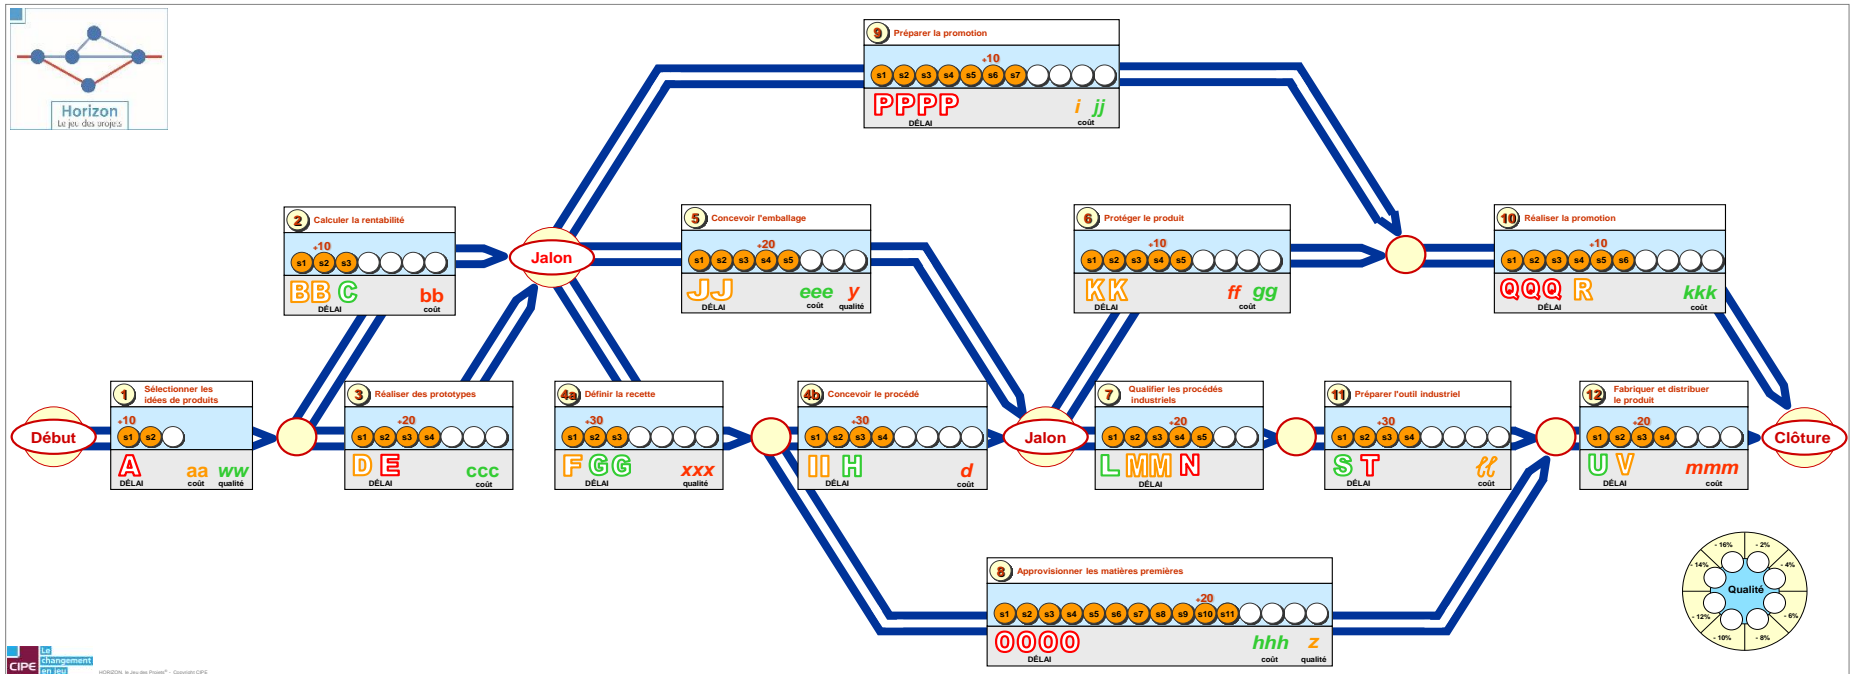 Horizon
Le jeu des projets
9 Préparer la promotion
+10
s1 s2 s3 s4 s5 s6 s7
PPPP i jj
DÉLAI coût
2 Calculer la rentabilité
+10
s1 s2 s3
BB C bb
DÉLAI coût
Jalon
5 Concevoir l'emballage
+20
s1 s2 s3 s4 s5
JJ eee y
DÉLAI coût qualité
6 Protéger le produit
+10
s1 s2 s3 s4 s5
KK ff gg
DÉLAI coût
10 Réaliser la promotion
+10
s1 s2 s3 s4 s5 s6
QQQ R kkk
DÉLAI coût
Début
1 Sélectionner les
idées de produits
+10
s1 s2
A aa ww
DÉLAI coût qualité
3 Réaliser des prototypes
+20
s1 s2 s3 s4
D E ccc
DÉLAI coût
4a Définir la recette
+30
s1 s2 s3
F GG xxx
DÉLAI qualité
4b Concevoir le procédé
+30
s1 s2 s3 s4
II H d
DÉLAI coût
Jalon
7 Qualifier les procédés
industriels
+20
s1 s2 s3 s4 s5
L MM N
DÉLAI
11 Préparer l'outil industriel
+30
s1 s2 s3 s4
S T ℓℓ
DÉLAI coût
12 Fabriquer et distribuer
le produit
+20
s1 s2 s3 s4
U V mmm
DÉLAI coût
Clôture
8 Approvisionner les matières premières
+20
s1 s2 s3 s4 s5 s6 s7 s8 s9 s10 s11
OOOO hhh z
DÉLAI coût qualité
- 16% - 2%
- 14% - 4%
Qualité
- 12% - 6%
- 10% - 8%
CIPE Le
changement
en jeu
HORIZON, le Jeu des Projets® - Copyright CIPE